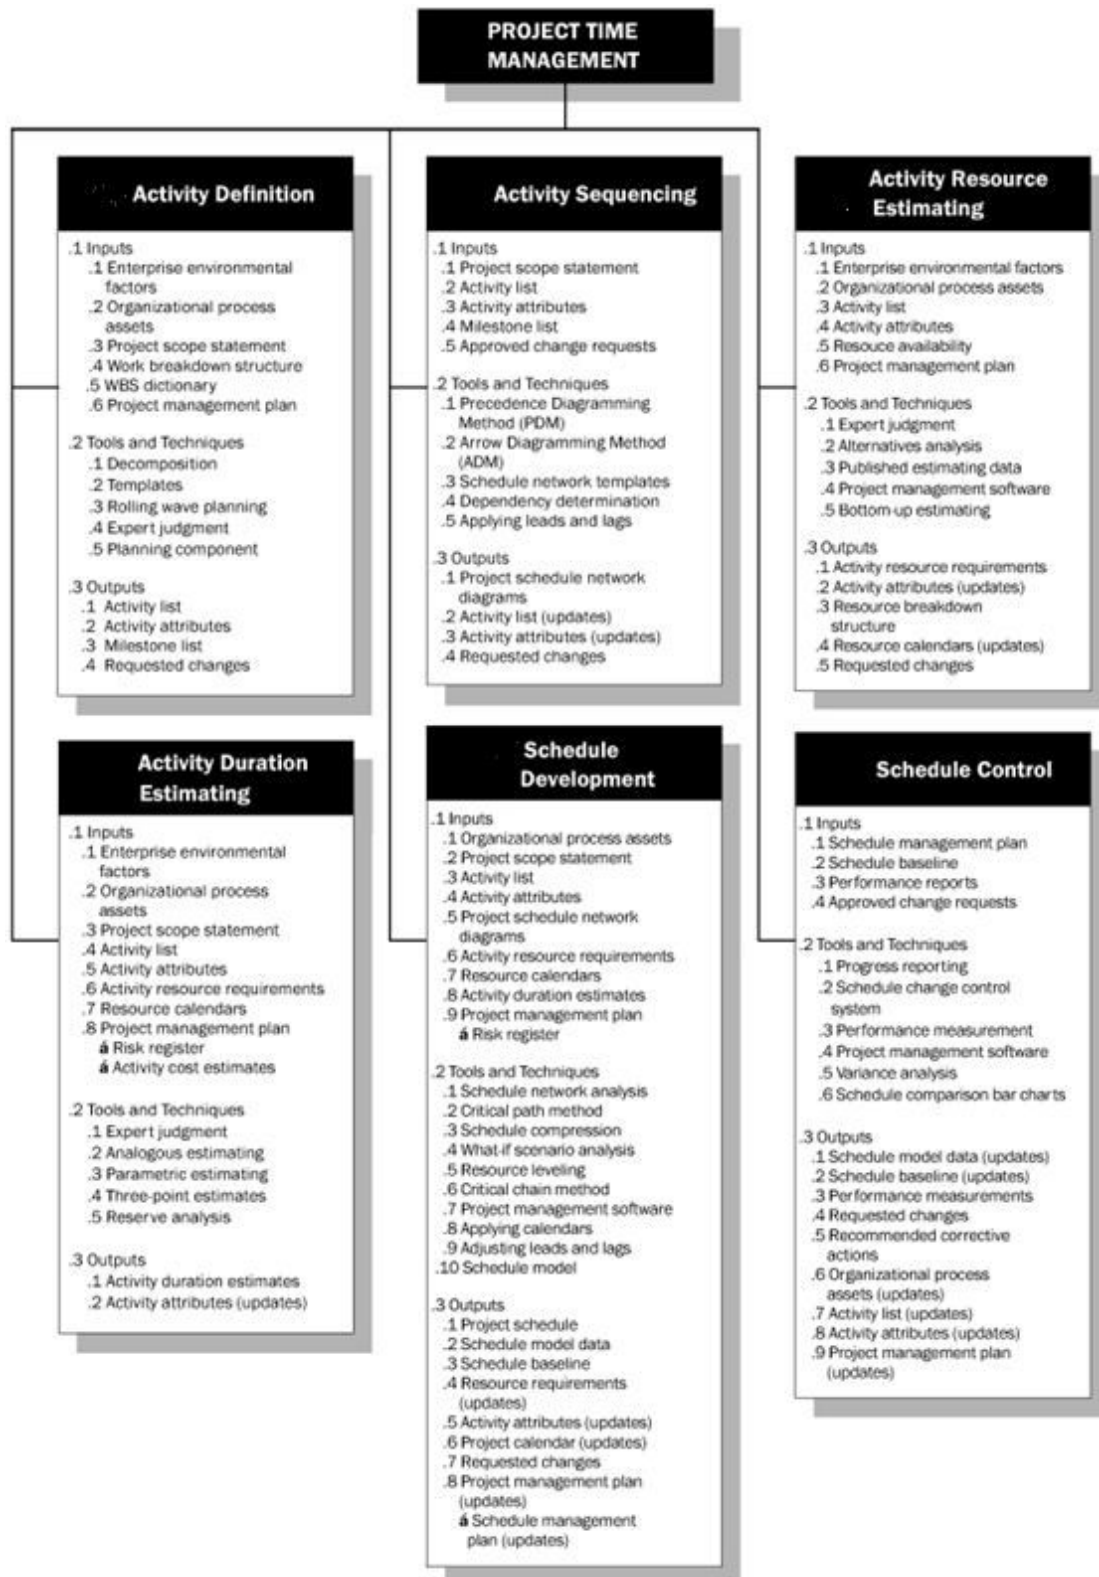 PROJECT TIME
MANAGEMENT
Activity Definition
.1 Inputs
.1 Enterprise environmental
factors
.2 Organizational process
assets
.3 Project scope statement
.4 Work breakdown structure
.5 WBS dictionary
.6 Project management plan
.2 Tools and Techniques
.1 Decomposition
.2 Templates
.3 Rolling wave planning
.4 Expert judgment
.5 Planning component
.3 Outputs
.1 Activity list
.2 Activity attributes
.3 Milestone list
.4 Requested changes
Activity Sequencing
.1 Inputs
.1 Project scope statement
.2 Activity list
.3 Activity attributes
.4 Milestone list
.5 Approved change requests
.2 Tools and Techniques
.1 Precedence Diagramming
Method (PDM)
.2 Arrow Diagramming Method
(ADM)
.3 Schedule network templates
.4 Dependency determination
.5 Applying leads and lags
.3 Outputs
.1 Project schedule network
diagrams
.2 Activity list (updates)
.3 Activity attributes (updates)
.4 Requested changes
Activity Resource
Estimating
.1 Inputs
.1 Enterprise environmental factors
.2 Organizational process assets
.3 Activity list
.4 Activity attributes
.5 Resouce availability
.6 Project management plan
.2 Tools and Techniques
.1 Expert judgment
.2 Alternatives analysis
.3 Published estimating data
.4 Project management software
.5 Bottom-up estimating
.3 Outputs
.1 Activity resource requirements
.2 Activity attributes (updates)
.3 Resource breakdown
structure
.4 Resource calendars (updates)
.5 Requested changes
Activity Duration
Estimating
.1 Inputs
.1 Enterprise environmental
factors
.2 Organizational process
assets
.3 Project scope statement
.4 Activity list
.5 Activity attributes
.6 Activity resource requirements
.7 Resource calendars
.8 Project management plan
á Risk register
á Activity cost estimates
.2 Tools and Techniques
.1 Expert judgment
.2 Analogous estimating
.3 Parametric estimating
.4 Three-point estimates
.5 Reserve analysis
.3 Outputs
.1 Activity duration estimates
.2 Activity attributes (updates)
Schedule
Development
.1 Inputs
.1 Organizational process assets
.2 Project scope statement
.3 Activity list
.4 Activity attributes
.5 Project schedule network
diagrams
.6 Activity resource requirements
.7 Resource calendars
.8 Activity duration estimates
.9 Project management plan
á Risk register
.2 Tools and Techniques
.1 Schedule network analysis
.2 Critical path method
.3 Schedule compression
.4 What-if scenario analysis
.5 Resource leveling
.6 Critical chain method
.7 Project management software
.8 Applying calendars
.9 Adjusting leads and lags
.10 Schedule model
.3 Outputs
.1 Project schedule
.2 Schedule model data
.3 Schedule baseline
.4 Resource requirements
(updates)
.5 Activity attributes (updates)
.6 Project calendar (updates)
.7 Requested changes
.8 Project management plan
(updates)
á Schedule management
plan (updates)
Schedule Control
.1 Inputs
.1 Schedule management plan
.2 Schedule baseline
.3 Performance reports
.4 Approved change requests
.2 Tools and Techniques
.1 Progress reporting
.2 Schedule change control
system
.3 Performance measurement
.4 Project management software
.5 Variance analysis
.6 Schedule comparison bar charts
.3 Outputs
.1 Schedule model data (updates)
.2 Schedule baseline (updates)
.3 Performance measurements
.4 Requested changes
.5 Recommended corrective
actions
.6 Organizational process
assets (updates)
.7 Activity list (updates)
.8 Activity attributes (updates)
.9 Project management plan
(updates)